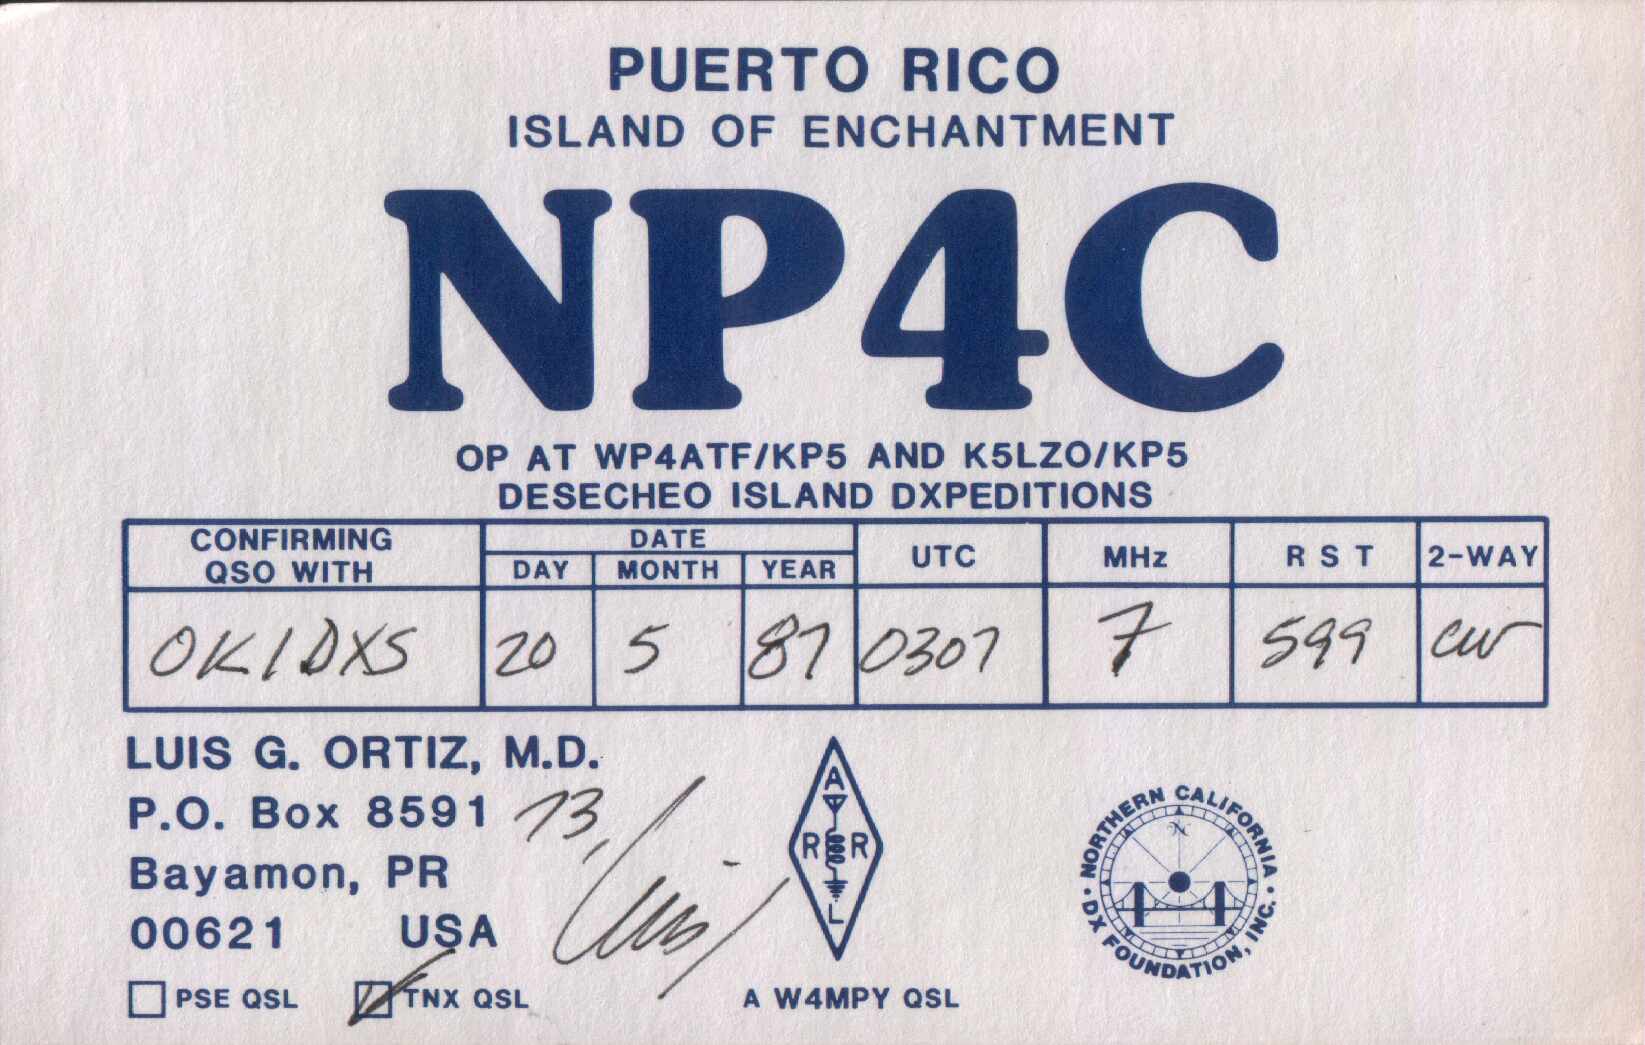 PUERTO RICO
ISLAND OF ENCHANTMENT
NP4C
OP AT WP4ATF/KP5 AND K5LZO/KP5
DESECHEO ISLAND DXPEDITIONS
CONFIRMING QSO WITH DATE DAY MONTH YEAR UTC MHz R S T 2-WAY
OK1DXS 20 5 87 0307 7 599 CW
LUIS G. ORTIZ, M.D.
P.O. Box 8591
Bayamon, PR
00621 USA
73, Luis
PSE QSL TNX QSL
A R R L
A W4MPY QSL
N
NORTHERN CALIFORNIA • DX FOUNDATION, INC. •